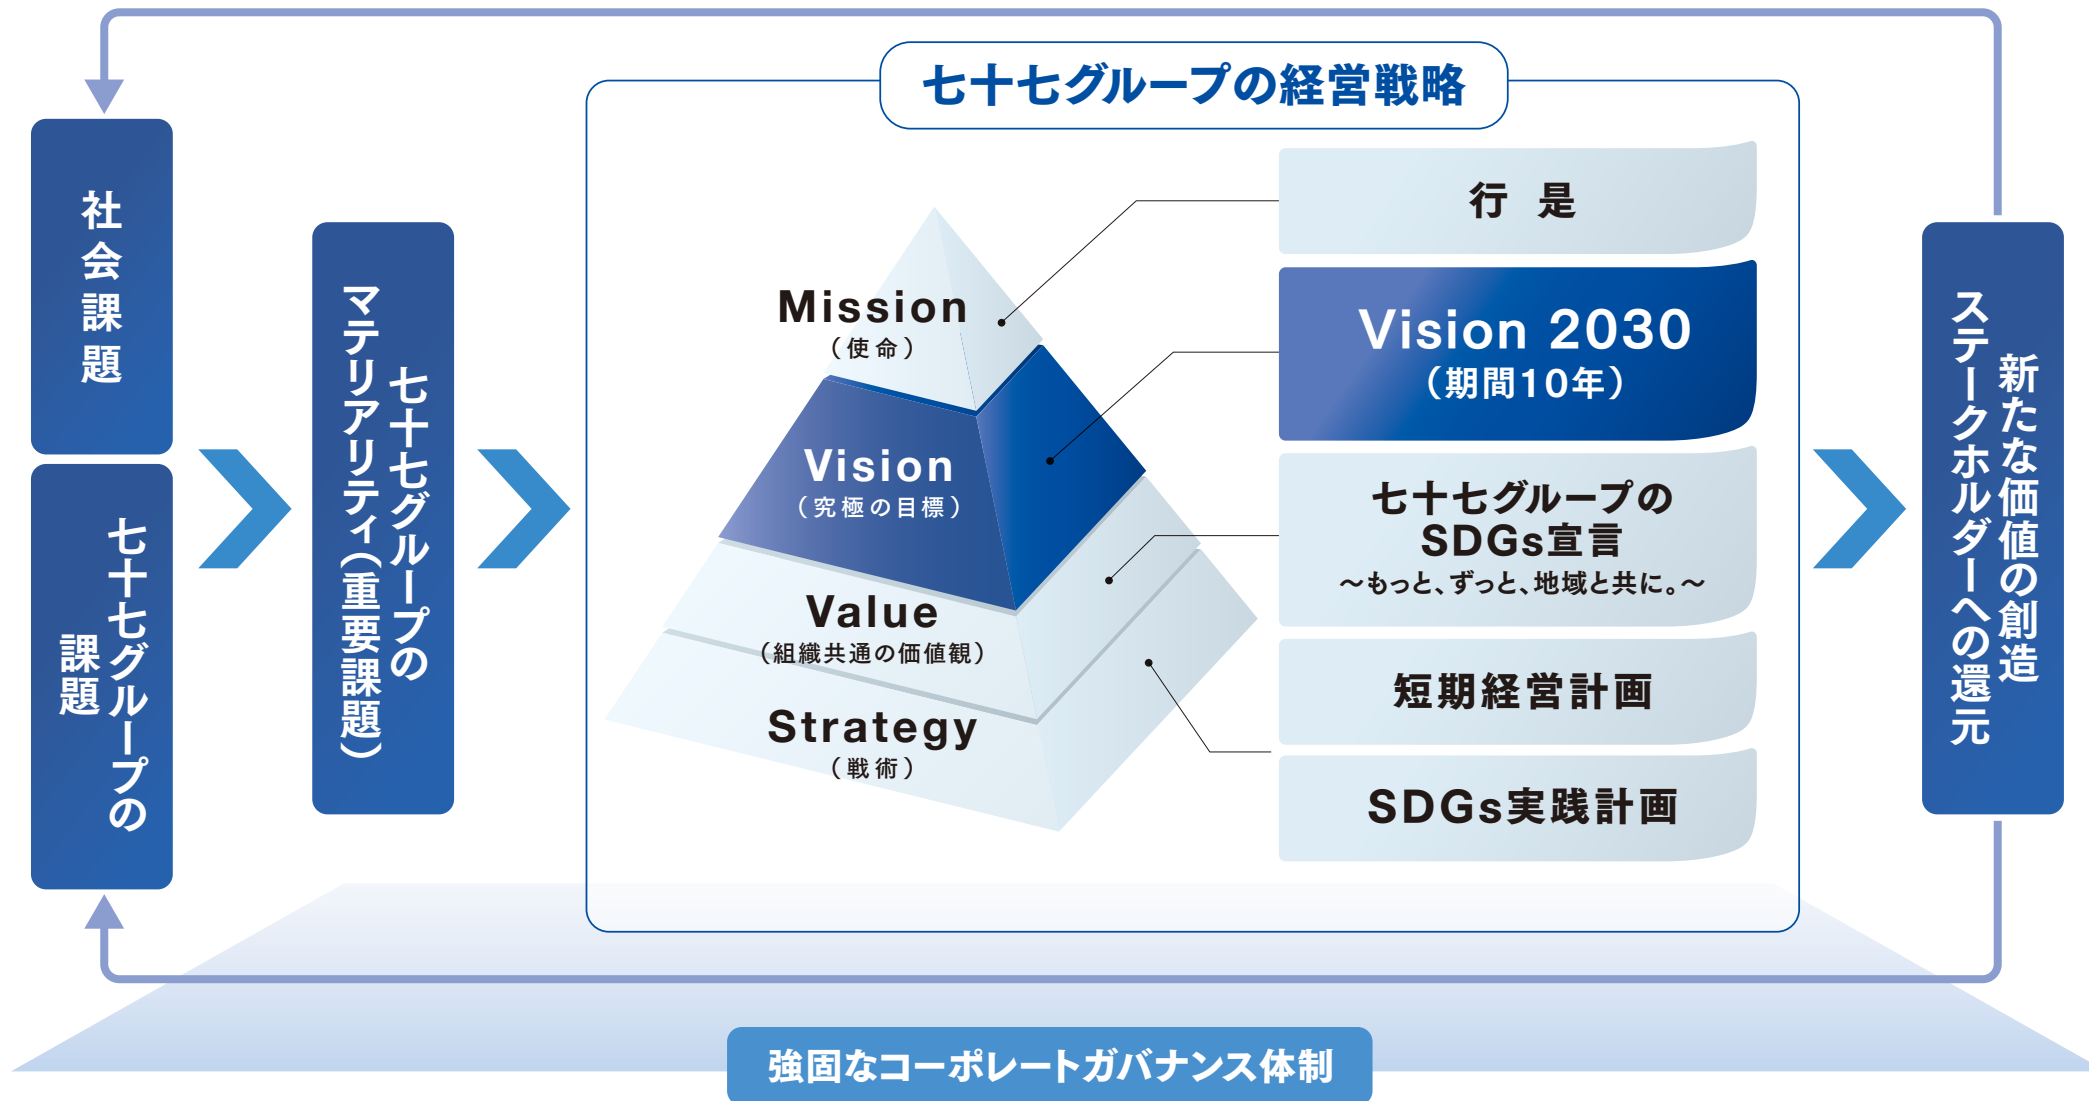 七十七グループの経営戦略
社会課題
七十七グループの
課題
七十七グループの
マテリアリティ(重要課題)
Mission
(使命)
Vision
(究極の目標)
Value
(組織共通の価値観)
Strategy
(戦術)
行是
Vision 2030
(期間10年)
七十七グループの
SDGs宣言
~もっと、ずっと、地域と共に。~
短期経営計画
SDGs実践計画
新たな価値の創造
ステークホルダーへの還元
強固なコーポレートガバナンス体制